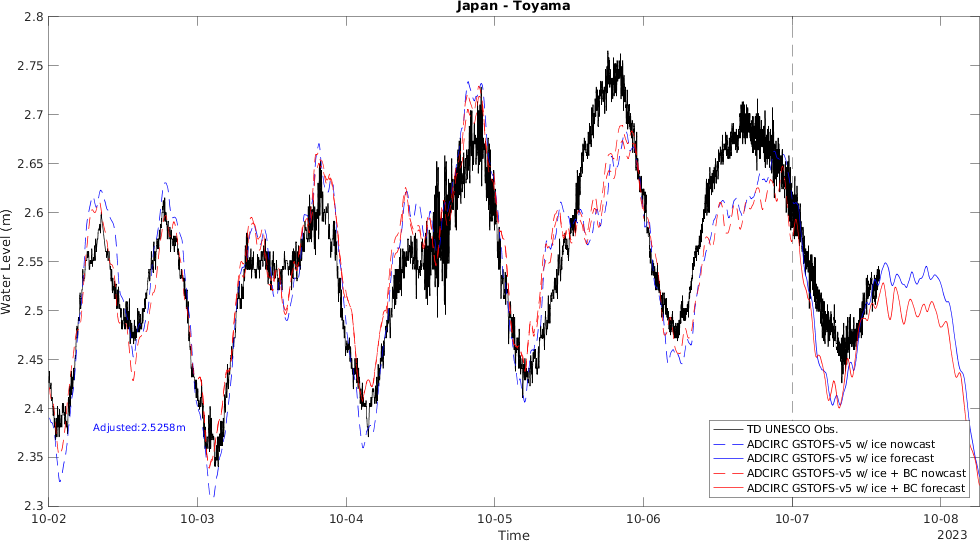 Japan - Toyama
Water Level (m)
2.8
2.75
2.7
2.65
2.6
2.55
2.5
2.45
2.4
2.35
2.3
Adjusted:2.5258m
TD UNESCO Obs.
ADCIRC GSTOFS-v5 w/ ice nowcast
ADCIRC GSTOFS-v5 w/ ice forecast
ADCIRC GSTOFS-v5 w/ ice + BC nowcast
ADCIRC GSTOFS-v5 w/ ice + BC forecast
10-02 10-03 10-04 10-05 10-06 10-07 10-08
Time
2023